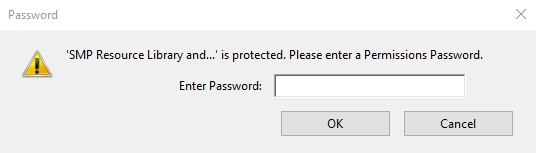 Password
'SMP Resource Library and...' is protected. Please enter a Permissions Password.
Enter Password:
OK Cancel